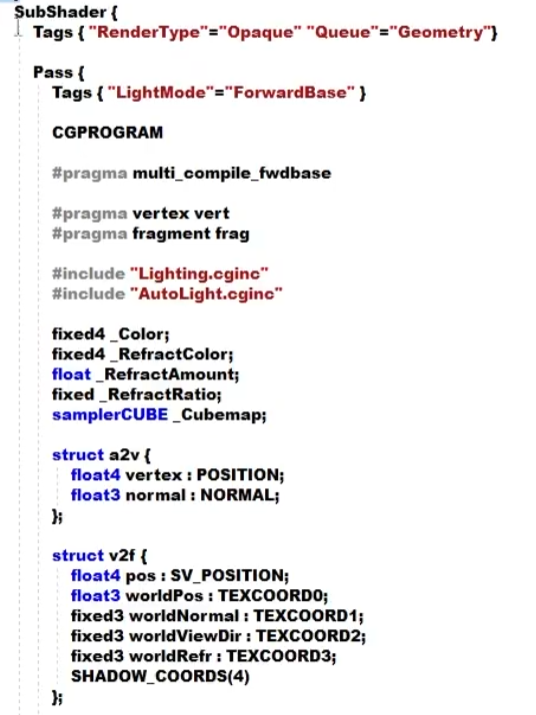 SubShader {
Tags { "RenderType"="Opaque" "Queue"="Geometry"}
Pass {
Tags { "LightMode"="ForwardBase" }
CGPROGRAM
#pragma multi_compile_fwdbase
#pragma vertex vert
#pragma fragment frag
#include "Lighting.cginc"
#include "AutoLight.cginc"
fixed4 _Color;
fixed4 _RefractColor;
float _RefractAmount;
fixed _RefractRatio;
samplerCUBE _Cubemap;
struct a2v {
float4 vertex : POSITION;
float3 normal : NORMAL;
};
struct v2f {
float4 pos : SV_POSITION;
float3 worldPos : TEXCOORD0;
fixed3 worldNormal : TEXCOORD1;
fixed3 worldViewDir : TEXCOORD2;
fixed3 worldRefr : TEXCOORD3;
SHADOW_COORDS(4)
};